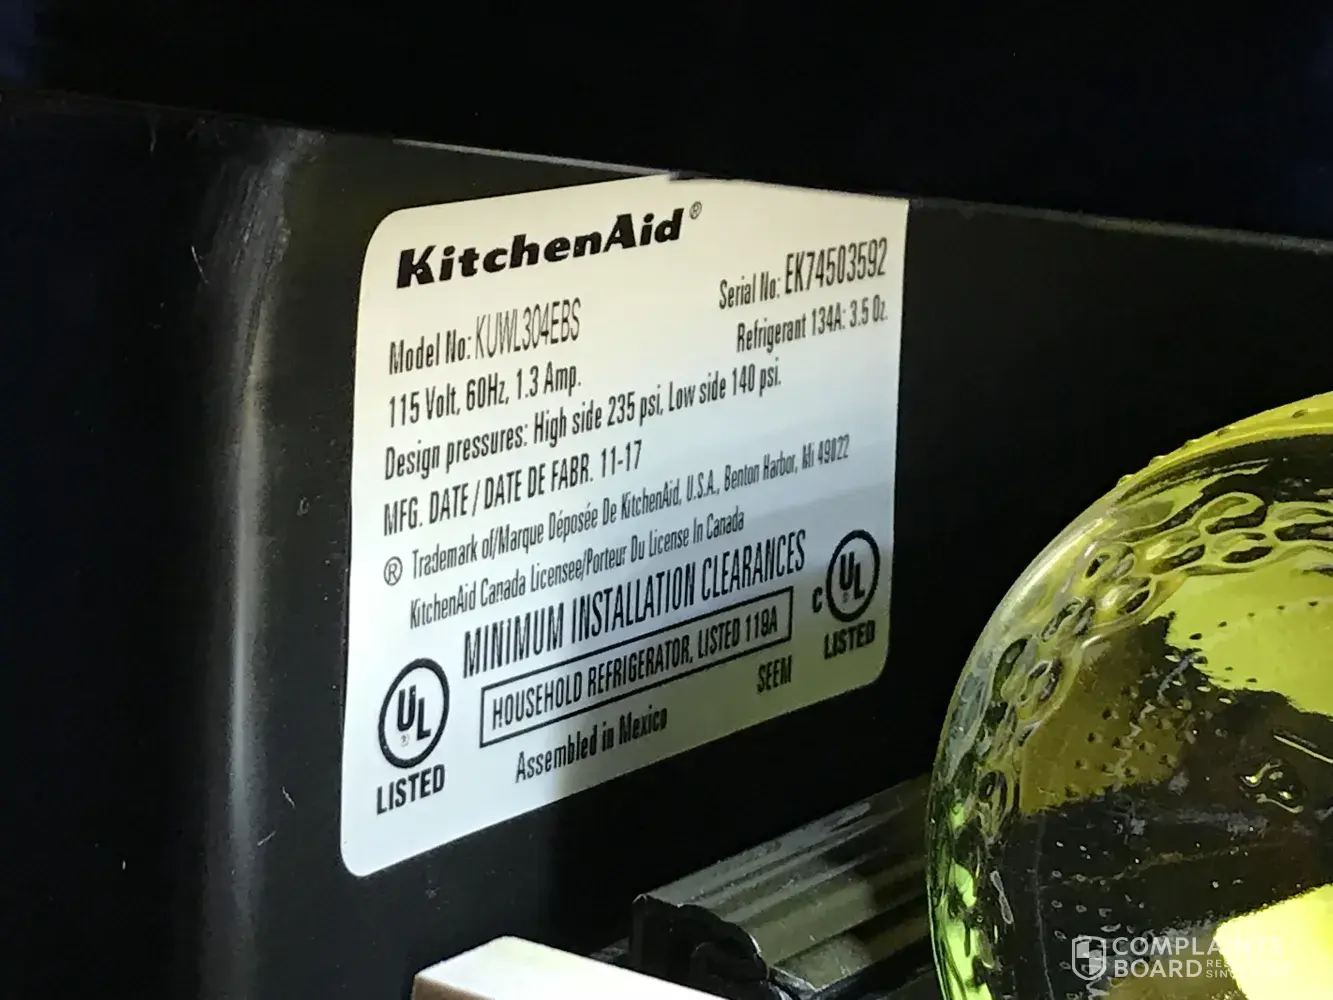 KitchenAid®
Model No: KUWL304EBS
Serial No: EK74503592
115 Volt, 60Hz, 1.3 Amp.
Refrigerant 134A: 3.5 Oz.
Design pressures: High side 235 psi, Low side 140 psi.
MFG. DATE / DATE DE FABR. 11-17
® Trademark of/Marque Déposée De KitchenAid, U.S.A., Benton Harbor, Mi 49022
KitchenAid Canada Licensee/Porteur Du License In Canada
MINIMUM INSTALLATION CLEARANCES
HOUSEHOLD REFRIGERATOR, LISTED 118A
SEEM
Assembled in Mexico
UL
LISTED
c UL
LISTED
COMPLAINTS
BOARD